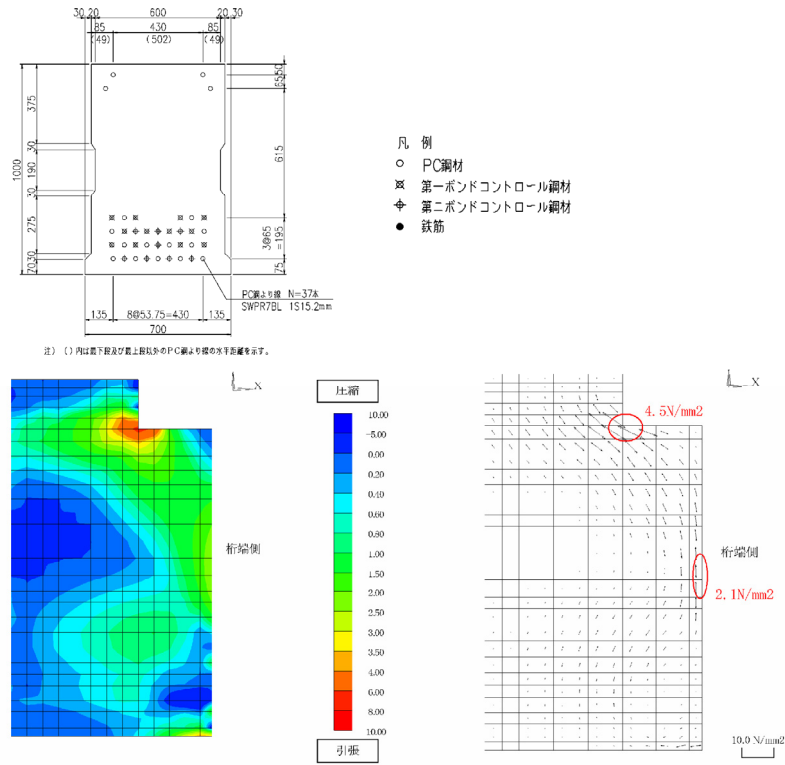 30 20 600 20 30
85 430 85
(49) (502) (49)
65 50
375
30
1000
190
30
275
70 30
615
3@65
=195
75
PC鋼より線 N=37本
SWPR7BL 1S15.2mm
135 8@53.75=430 135
700
注) ( )内は最下段及び最上段以外のPC鋼より線の水平距離を示す。
凡 例
PC鋼材
第一ボンドコントロール鋼材
第二ボンドコントロール鋼材
鉄筋
X
桁端側
圧縮
10.00
-5.00
0.00
0.20
0.40
0.60
0.80
1.00
1.50
2.00
2.50
3.00
3.50
4.50
6.00
8.00
10.00
引張
X
4.5N/mm2
桁端側
2.1N/mm2
10.0 N/mm2